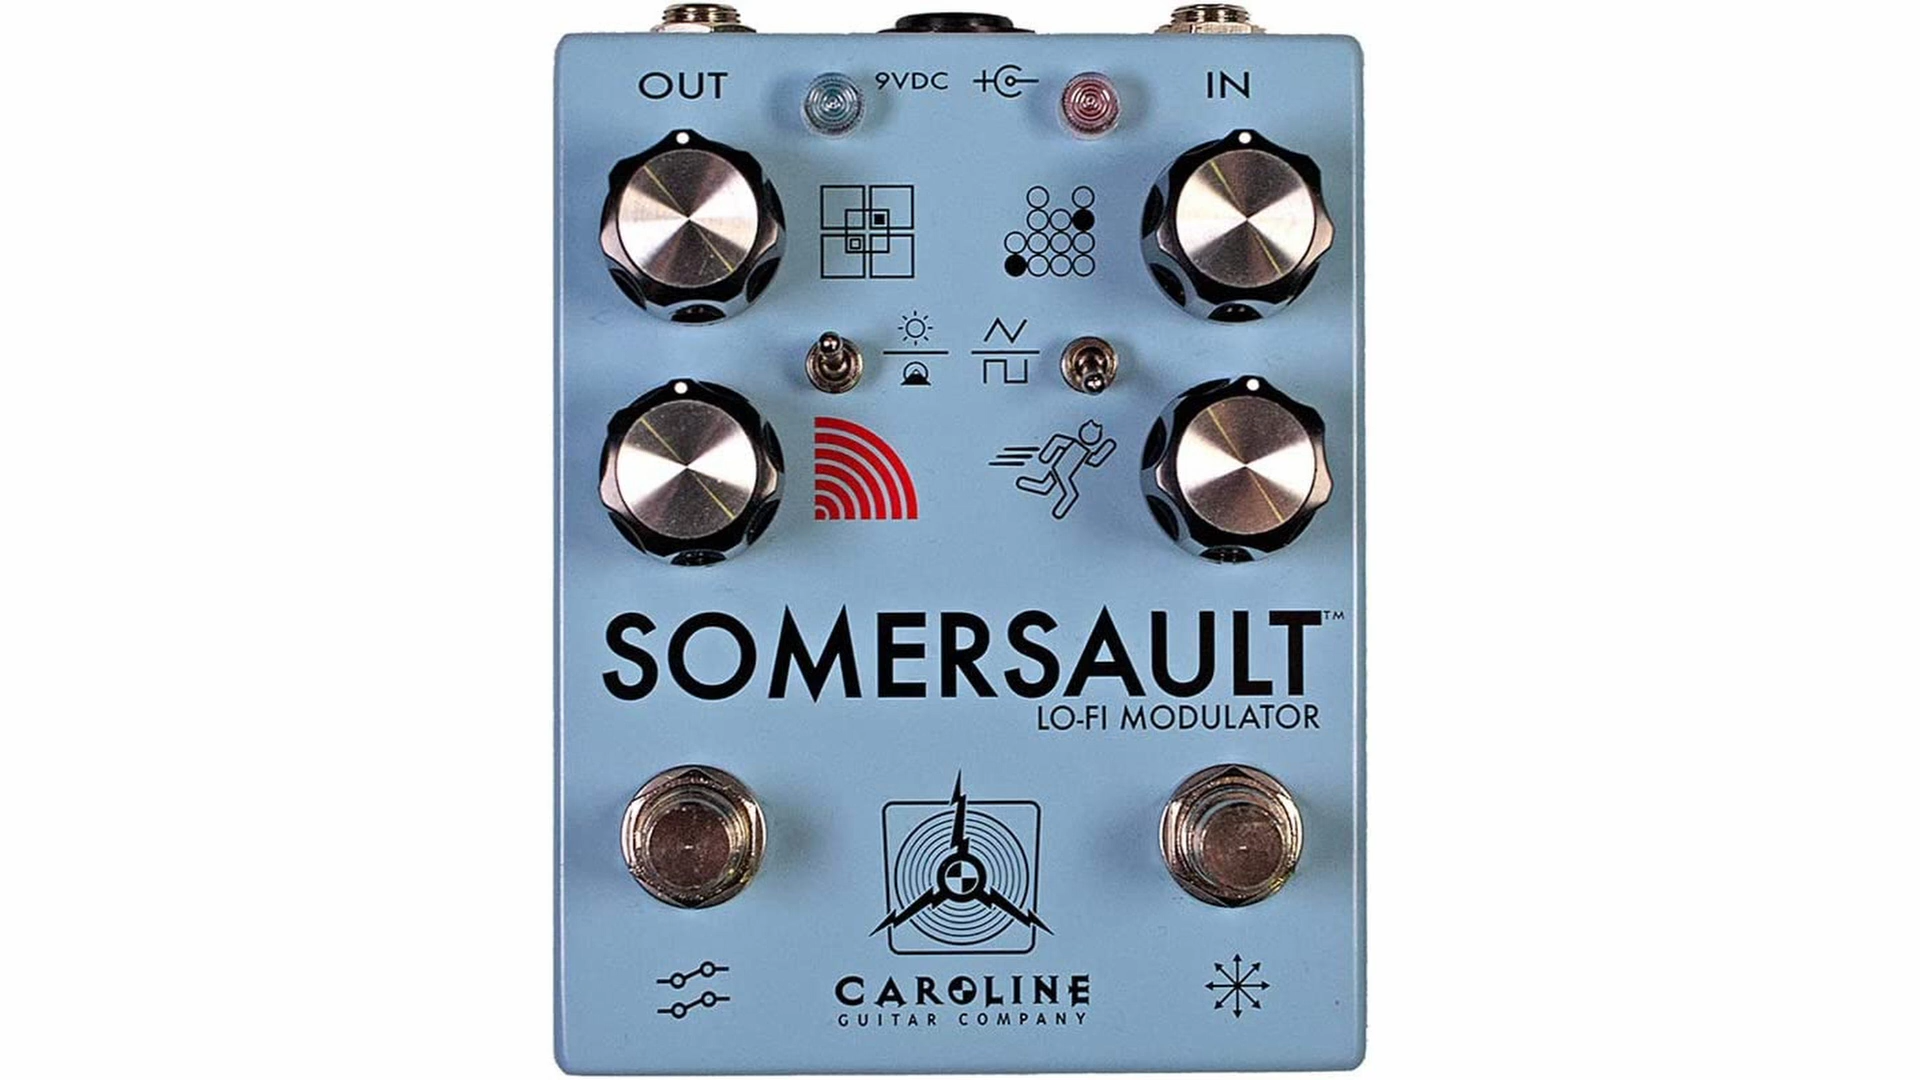 OUT
9VDC
IN
SOMERSAULT™
LO-FI MODULATOR
CAROLINE
GUITAR COMPANY